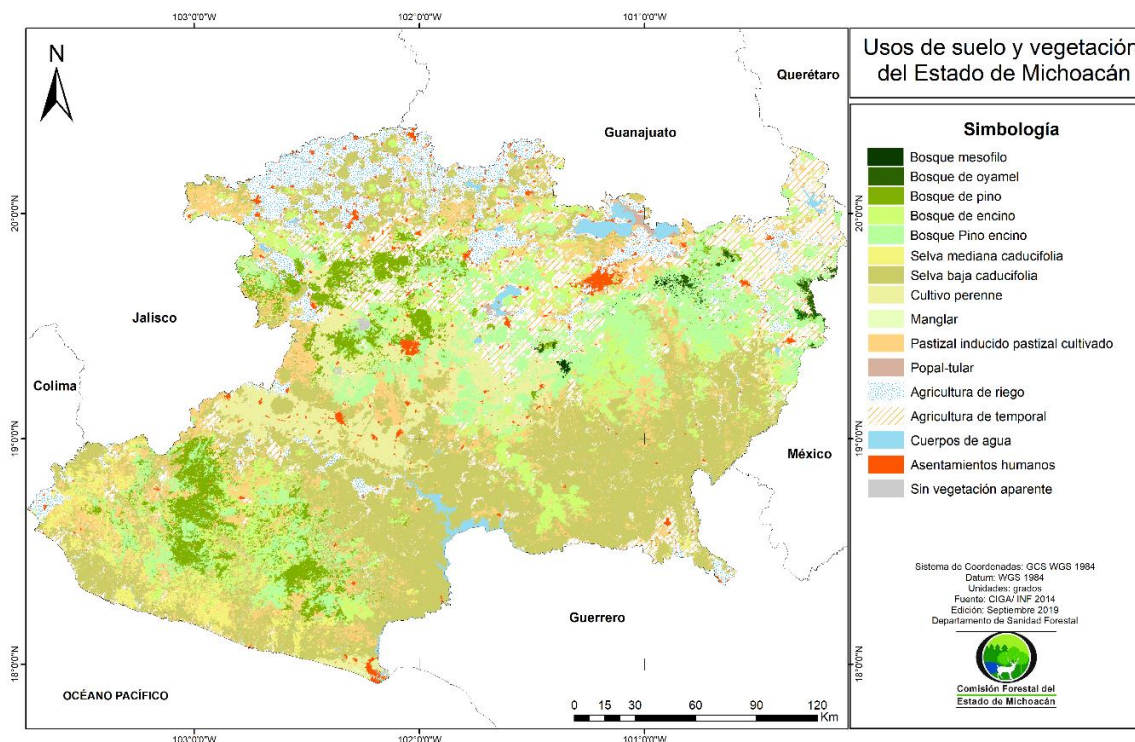 103°0'0"W 102°0'0"W 101°0'0"W
N
Querétaro
Guanajuato
20°0'0"N
20°0'0"N
Jalisco
Colima
19°0'0"N
19°0'0"N
México
Guerrero
18°0'0"N
18°0'0"N
OCÉANO PACÍFICO
0 15 30 60 90 120
Km
103°0'0"W 102°0'0"W 101°0'0"W
Usos de suelo y vegetación
del Estado de Michoacán
Simbología
Bosque mesofilo
Bosque de oyamel
Bosque de pino
Bosque de encino
Bosque Pino encino
Selva mediana caducifolia
Selva baja caducifolia
Cultivo perenne
Manglar
Pastizal inducido pastizal cultivado
Popal-tular
Agricultura de riego
Agricultura de temporal
Cuerpos de agua
Asentamientos humanos
Sin vegetación aparente
Sistema de Coordenadas: GCS WGS 1984
Datum: WGS 1984
Unidades: grados
Fuente: CIGA/ INF 2014
Edición: Septiembre 2019
Departamento de Sanidad Forestal
Comisión Forestal del
Estado de Michoacán